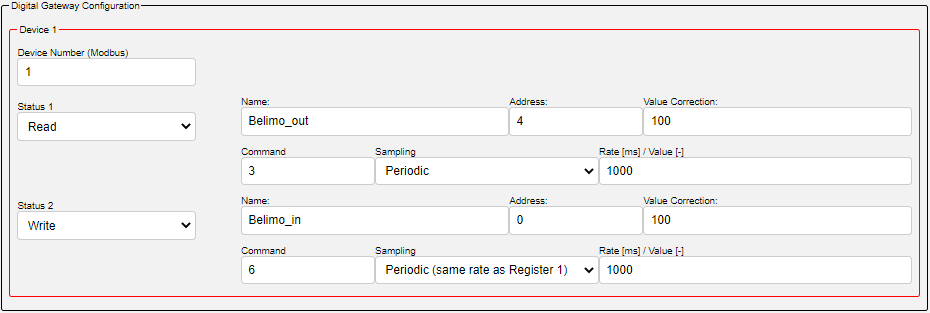 Digital Gateway Configuration
Device 1
Device Number (Modbus)
1
Status 1
Read
Name: Address: Value Correction:
Belimo_out 4 100
Command Sampling Rate [ms] / Value [-]
3 Periodic 1000
Status 2
Write
Name: Address: Value Correction:
Belimo_in 0 100
Command Sampling Rate [ms] / Value [-]
6 Periodic (same rate as Register 1) 1000